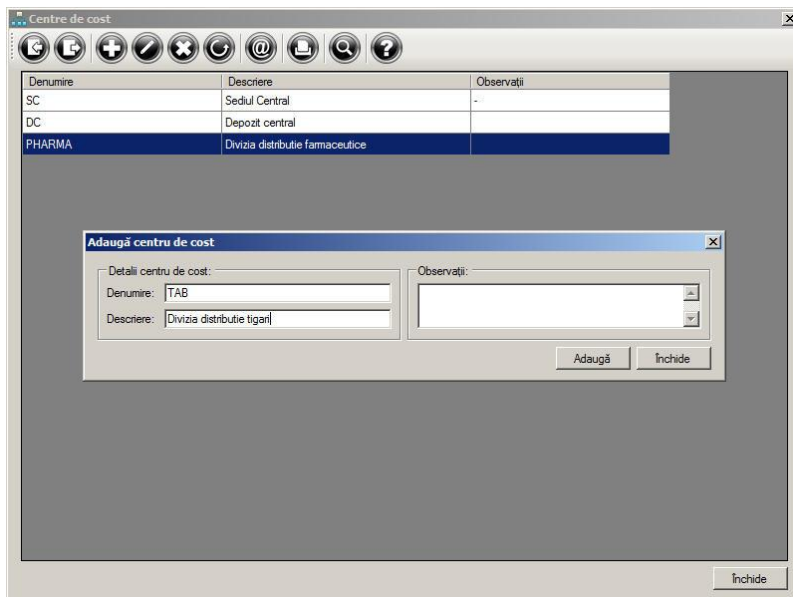 Centre de cost
Denumire Descriere Observații
SC Sediul Central -
DC Depozit central
PHARMA Divizia distributie farmaceutice
Adaugă centru de cost
Detalii centru de cost: Observații:
Denumire: TAB
Descriere: Divizia distributie tigari
Adaugă Închide
Închide